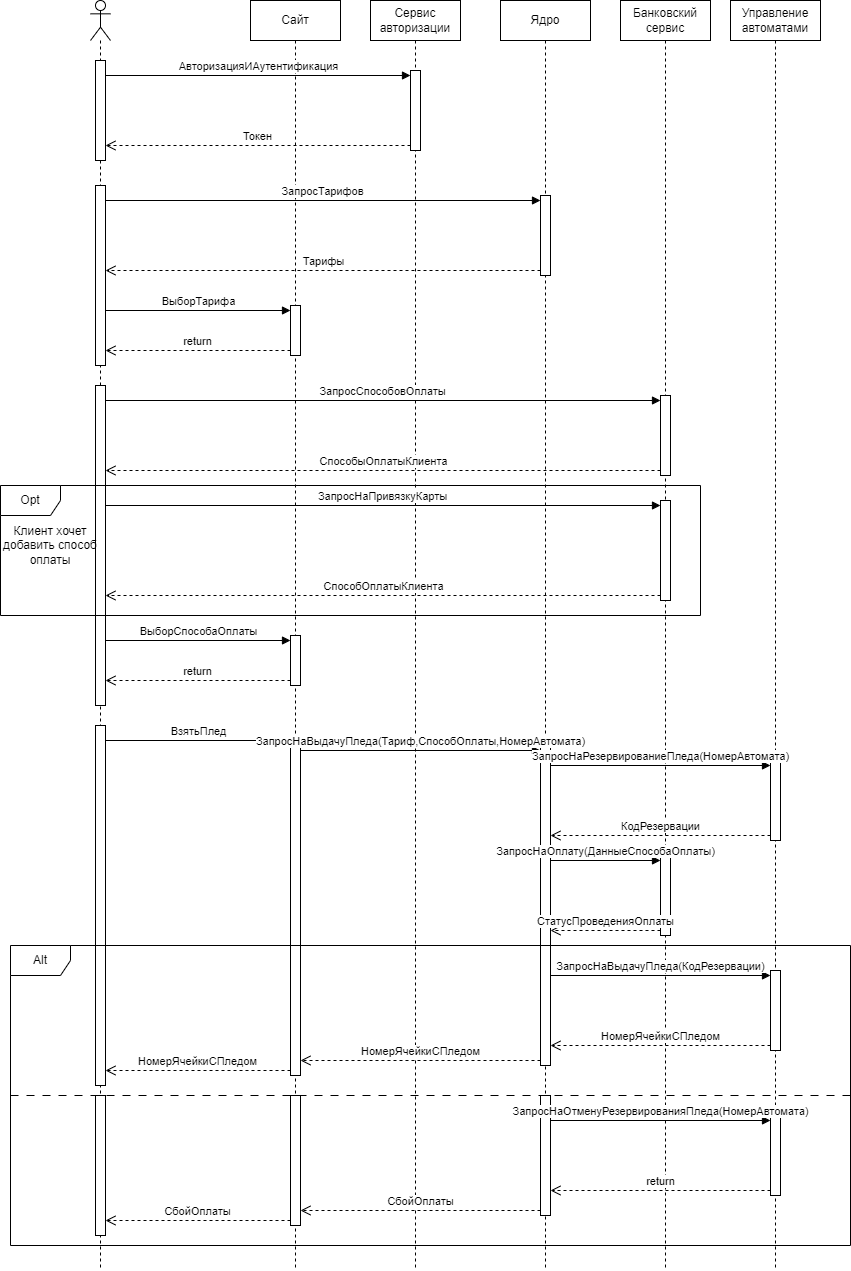 Сайт
Сервис
авторизации
Ядро
Банковский
сервис
Управление
автоматами
АвторизацияИАутентификация
Токен
ЗапросТарифов
Тарифы
ВыборТарифа
return
ЗапросСпособовОплаты
СпособыОплатыКлиента
Opt
ЗапросНаПривязкуКарты
Клиент хочет
добавить способ
оплаты
СпособОплатыКлиента
ВыборСпособаОплаты
return
ВзятьПлед
ЗапросНаВыдачуПледа(Тариф,СпособОплаты,НомерАвтомата)
ЗапросНаРезервированиеПледа(НомерАвтомата)
КодРезервации
ЗапросНаОплату(ДанныеСпособаОплаты)
СтатусПроведенияОплаты
Alt
ЗапросНаВыдачуПледа(КодРезервации)
НомерЯчейкиСПледом
НомерЯчейкиСПледом
НомерЯчейкиСПледом
ЗапросНаОтменуРезервированияПледа(НомерАвтомата)
return
СбойОплаты
СбойОплаты